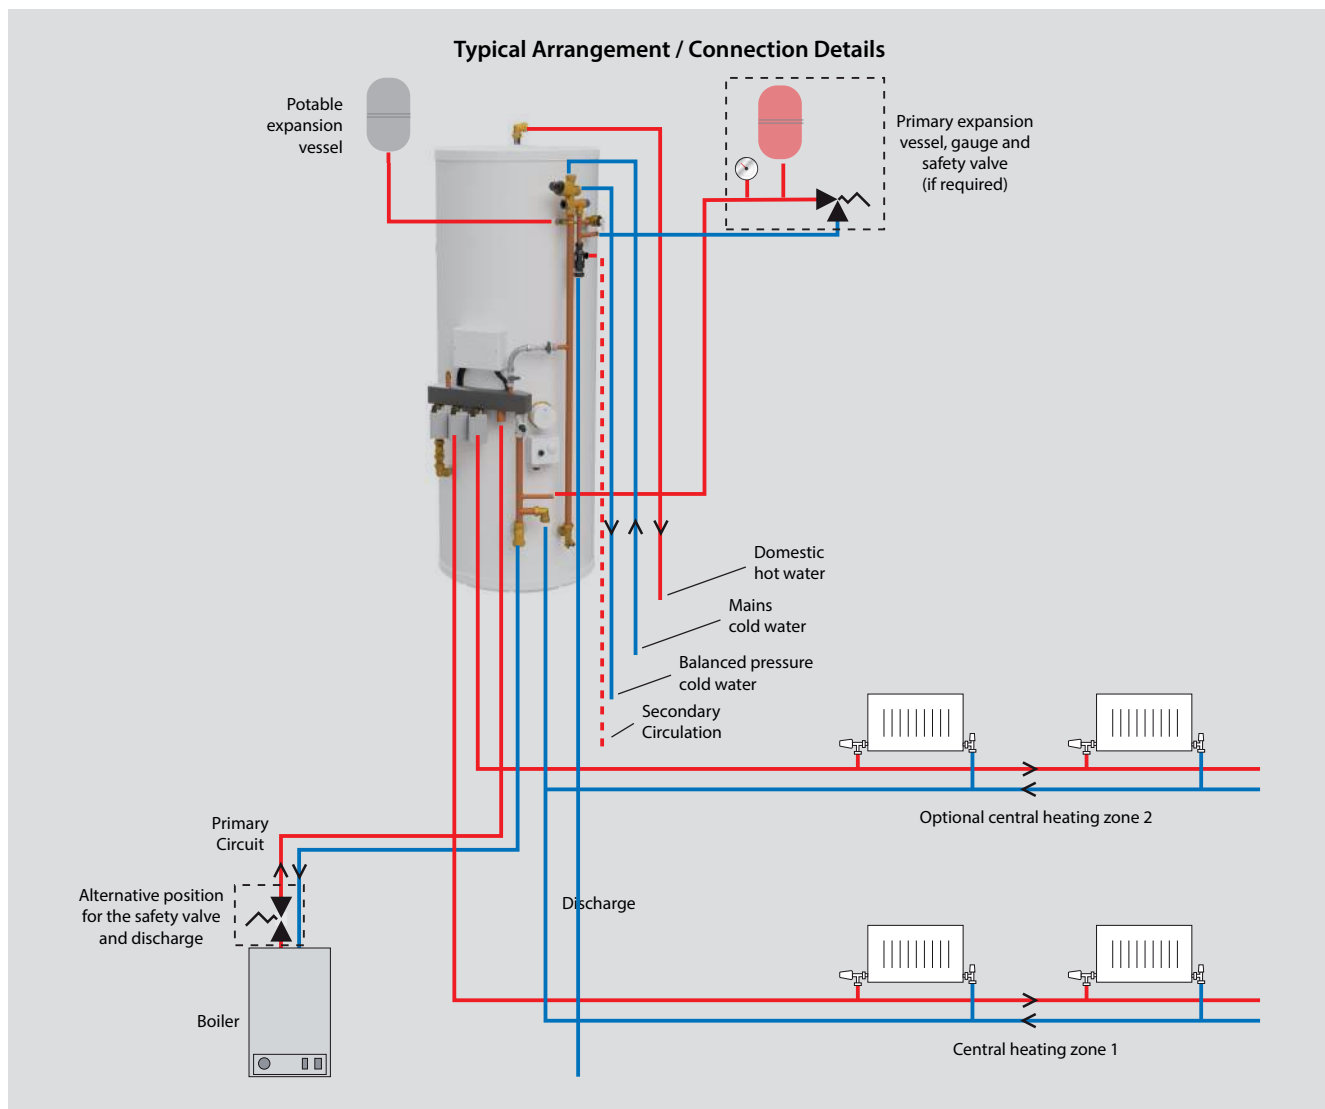 Typical Arrangement / Connection Details
Potable
expansion
vessel
Primary expansion
vessel, gauge and
safety valve
(if required)
Domestic
hot water
Mains
cold water
Balanced pressure
cold water
Secondary
Circulation
Optional central heating zone 2
Primary
Circuit
Alternative position
for the safety valve
and discharge
Discharge
Boiler
Central heating zone 1